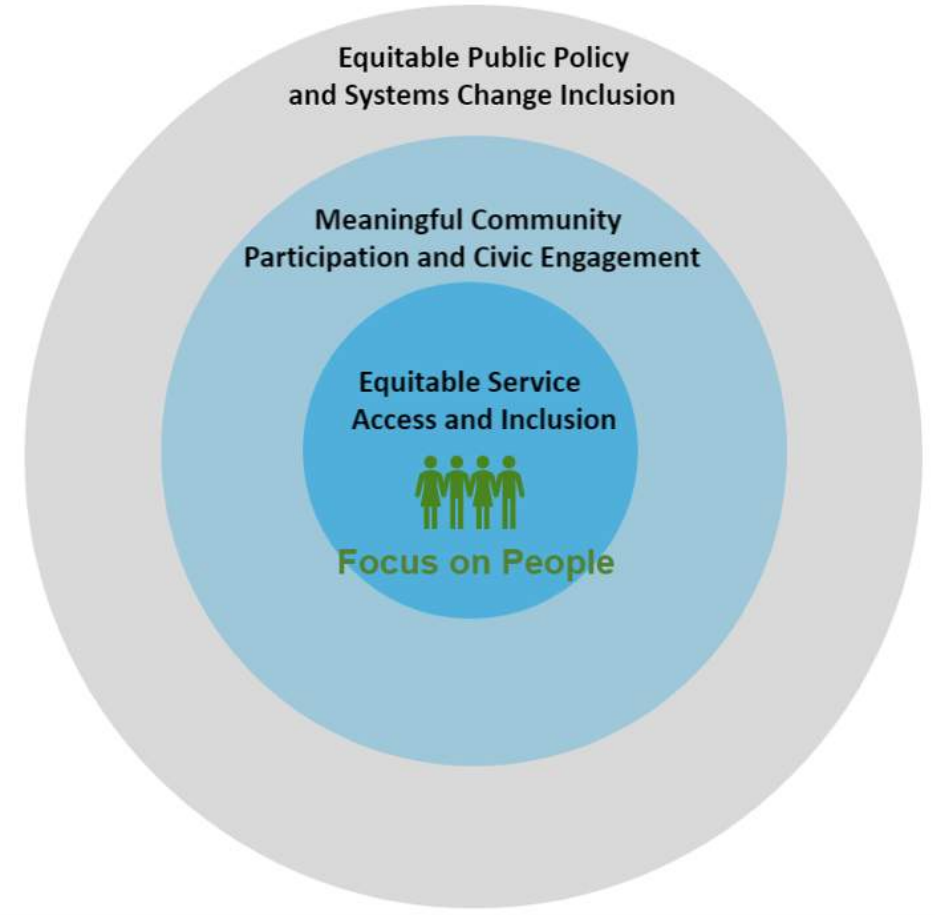 Equitable Public Policy
and Systems Change Inclusion
Meaningful Community
Participation and Civic Engagement
Equitable Service
Access and Inclusion
Focus on People